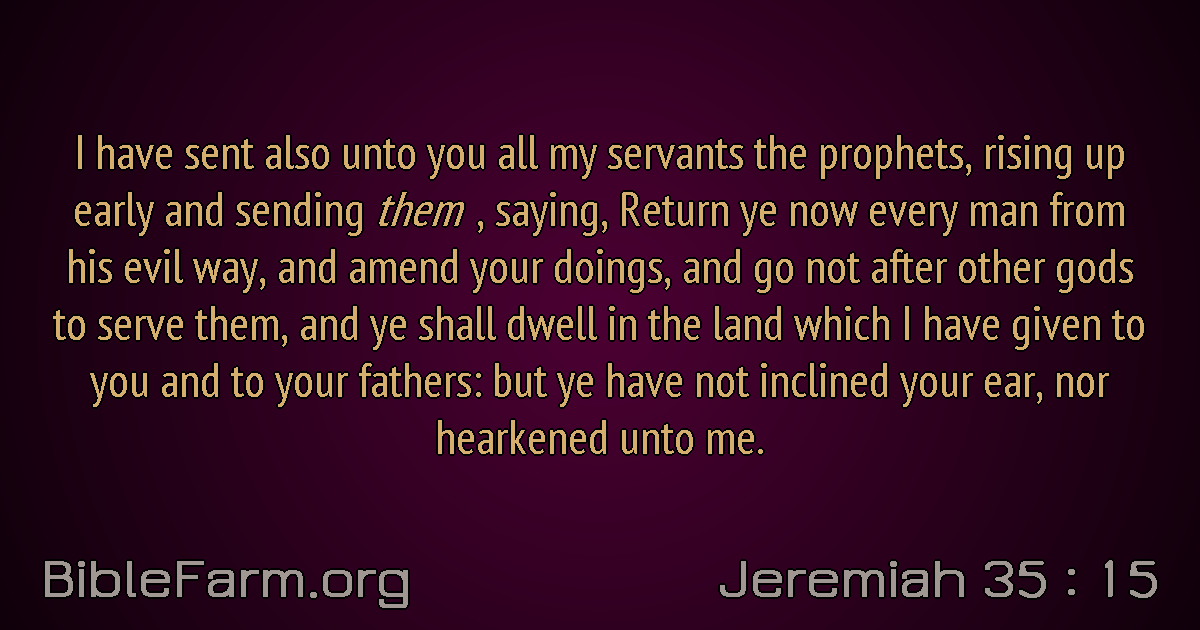 I have sent also unto you all my servants the prophets, rising up
early and sending them , saying, Return ye now every man from
his evil way, and amend your doings, and go not after other gods
to serve them, and ye shall dwell in the land which I have given to
you and to your fathers: but ye have not inclined your ear, nor
hearkened unto me.
BibleFarm.org
Jeremiah 35 : 15